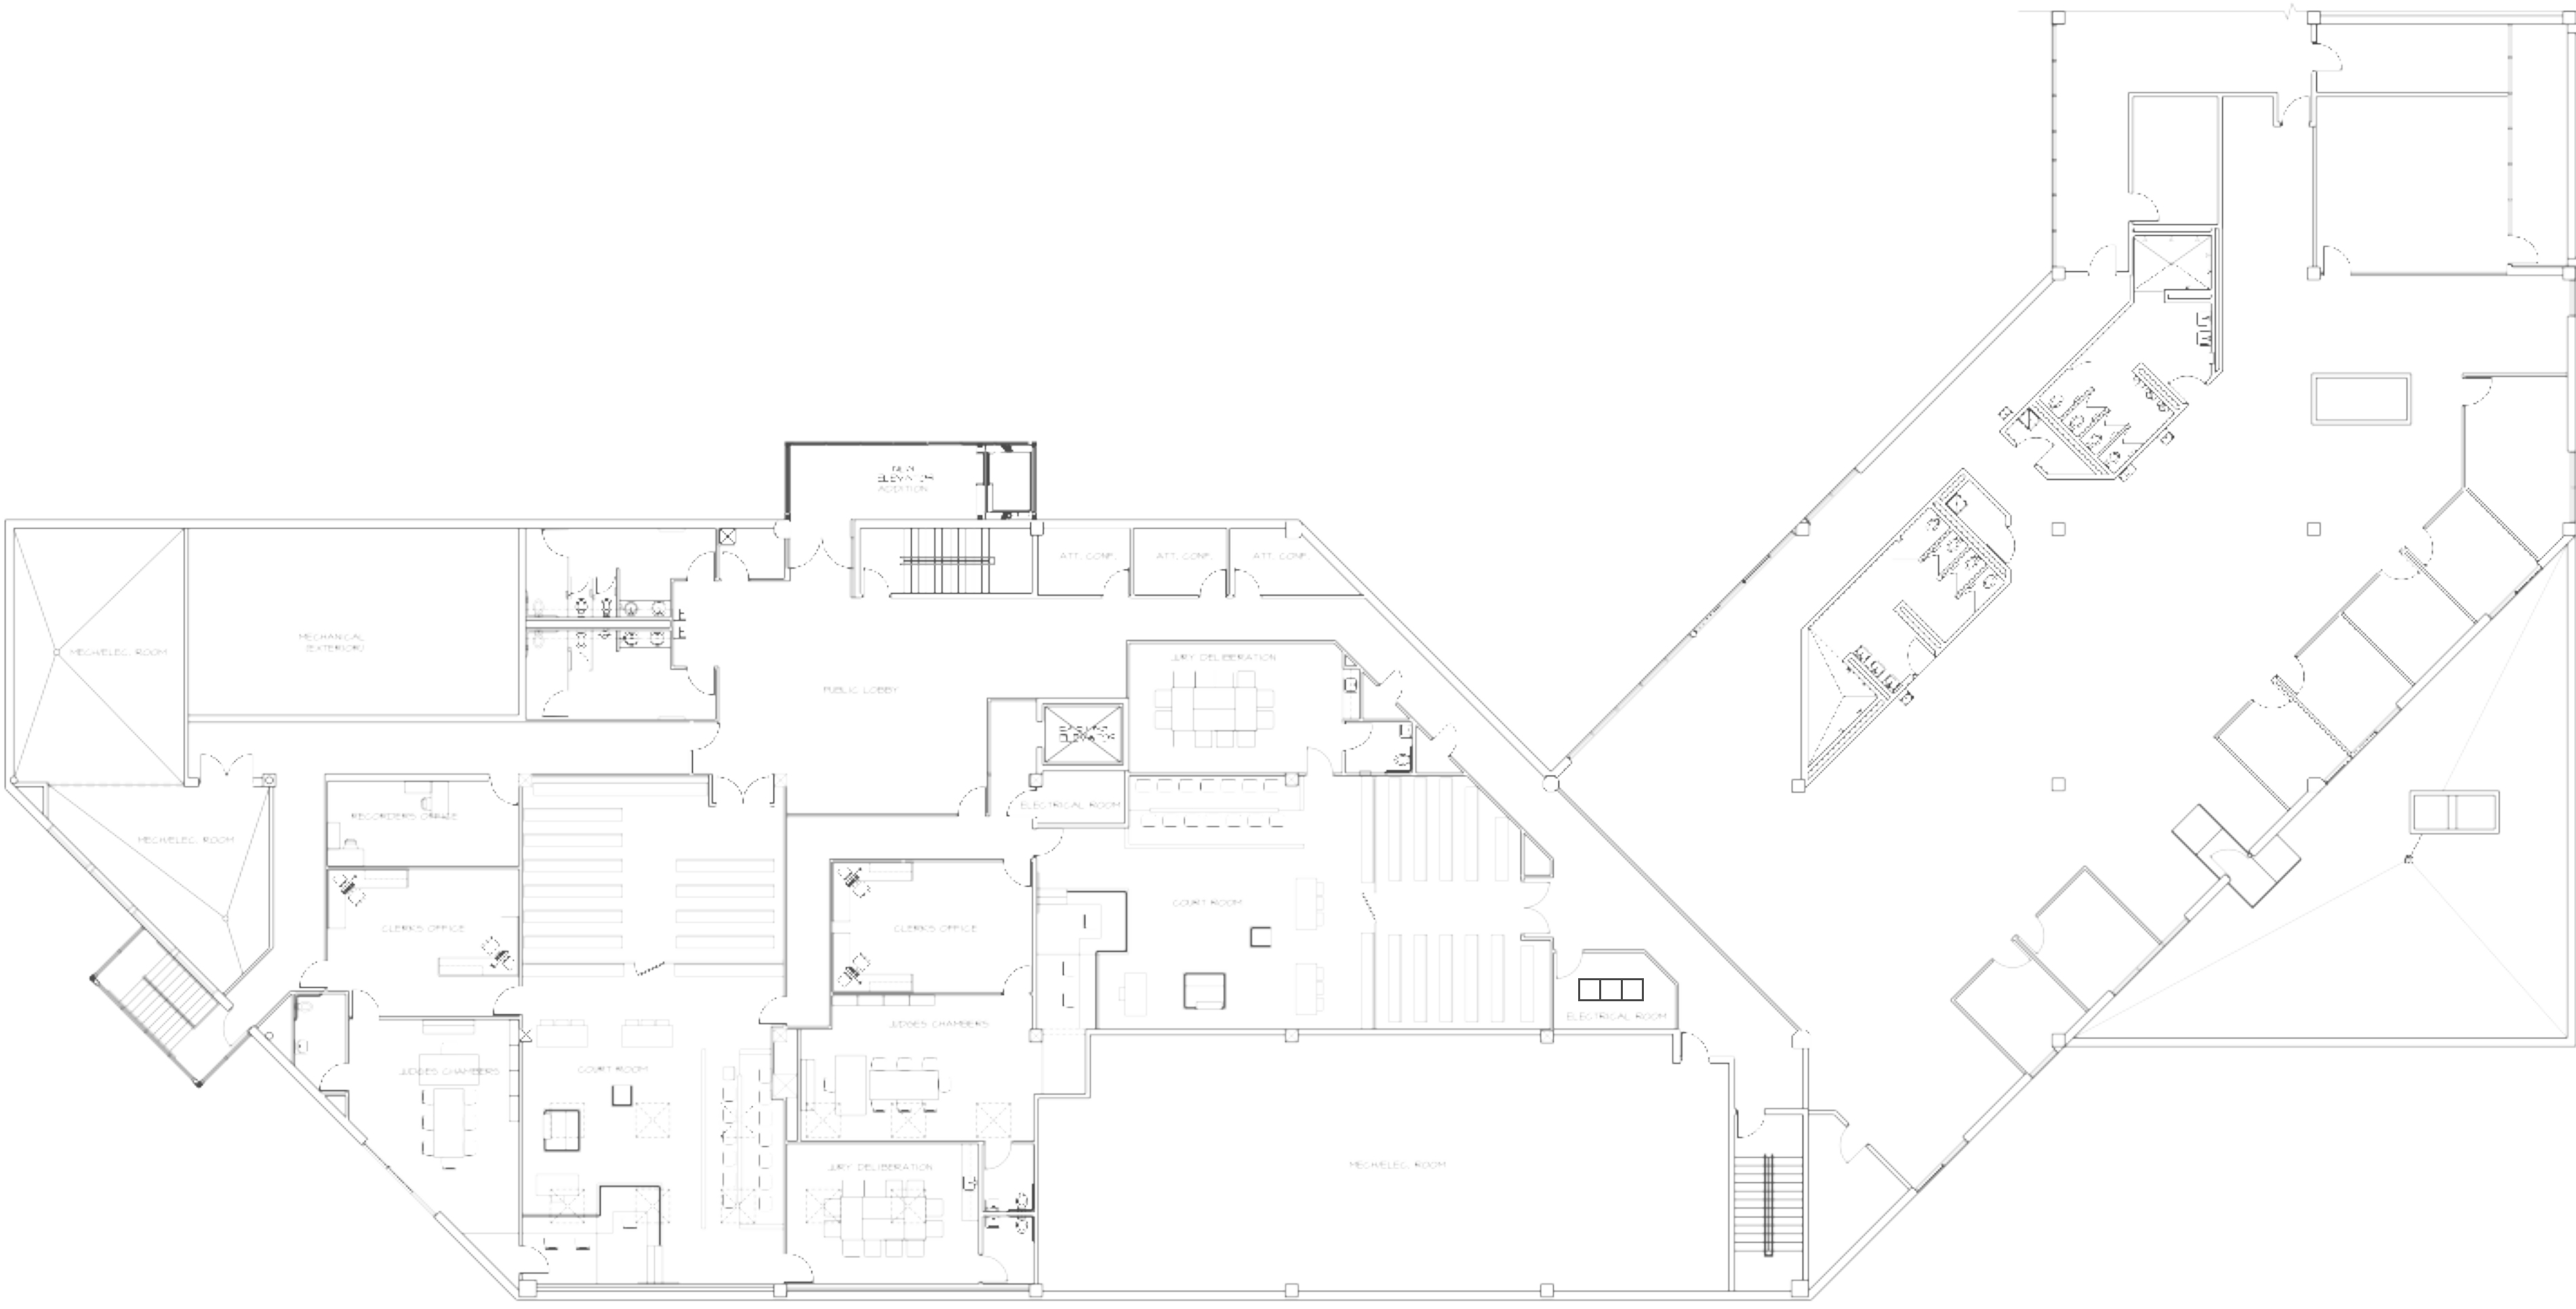 NEW
ELEVATOR
ADDITION
ATT. CONF.
ATT. CONF.
ATT. CONF.
MECHANICAL
(EXTERIOR)
MECH/ELEC. ROOM
JURY DELIBERATION
PUBLIC LOBBY
ELEVATOR
ELECTRICAL ROOM
RECORDERS OFFICE
MECH/ELEC. ROOM
COURT ROOM
CLERKS OFFICE
CLERKS OFFICE
ELECTRICAL ROOM
JUDGES CHAMBERS
COURT ROOM
JUDGES CHAMBERS
MECH/ELEC. ROOM
JURY DELIBERATION